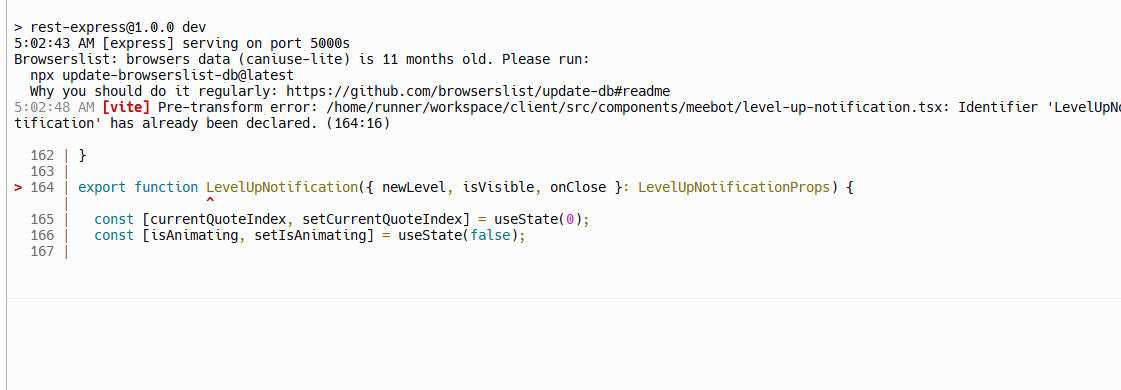 > rest-express@1.0.0 dev
5:02:43 AM [express] serving on port 5000s
Browserslist: browsers data (caniuse-lite) is 11 months old. Please run:
  npx update-browserslist-db@latest
  Why you should do it regularly: https://github.com/browserslist/update-db#readme
5:02:48 AM [vite] Pre-transform error: /home/runner/workspace/client/src/components/meebot/level-up-notification.tsx: Identifier 'LevelUpNo
tification' has already been declared. (164:16)
  162 | }
  163 |
> 164 | export function LevelUpNotification({ newLevel, isVisible, onClose }: LevelUpNotificationProps) {
      |                 ^
  165 |   const [currentQuoteIndex, setCurrentQuoteIndex] = useState(0);
  166 |   const [isAnimating, setIsAnimating] = useState(false);
  167 |